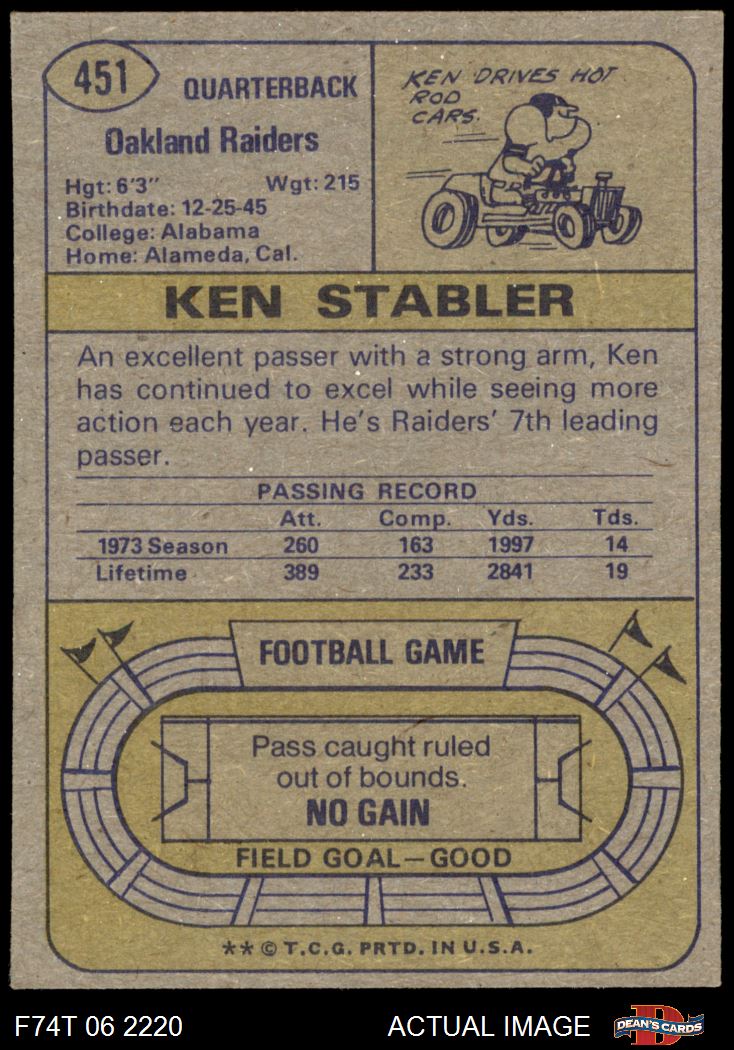 451
QUARTERBACK
Oakland Raiders
Hgt: 6'3" Wgt: 215
Birthdate: 12-25-45
College: Alabama
Home: Alameda, Cal.
KEN DRIVES HOT
ROD
CARS.
KEN STABLER
An excellent passer with a strong arm, Ken
has continued to excel while seeing more
action each year. He's Raiders' 7th leading
passer.
PASSING RECORD
Att. Comp. Yds. Tds.
1973 Season 260 163 1997 14
Lifetime 389 233 2841 19
FOOTBALL GAME
Pass caught ruled
out of bounds.
NO GAIN
FIELD GOAL—GOOD
** © T.C.G. PRTD. IN U.S.A.
F74T 06 2220 ACTUAL IMAGE D DEAN'S CARDS